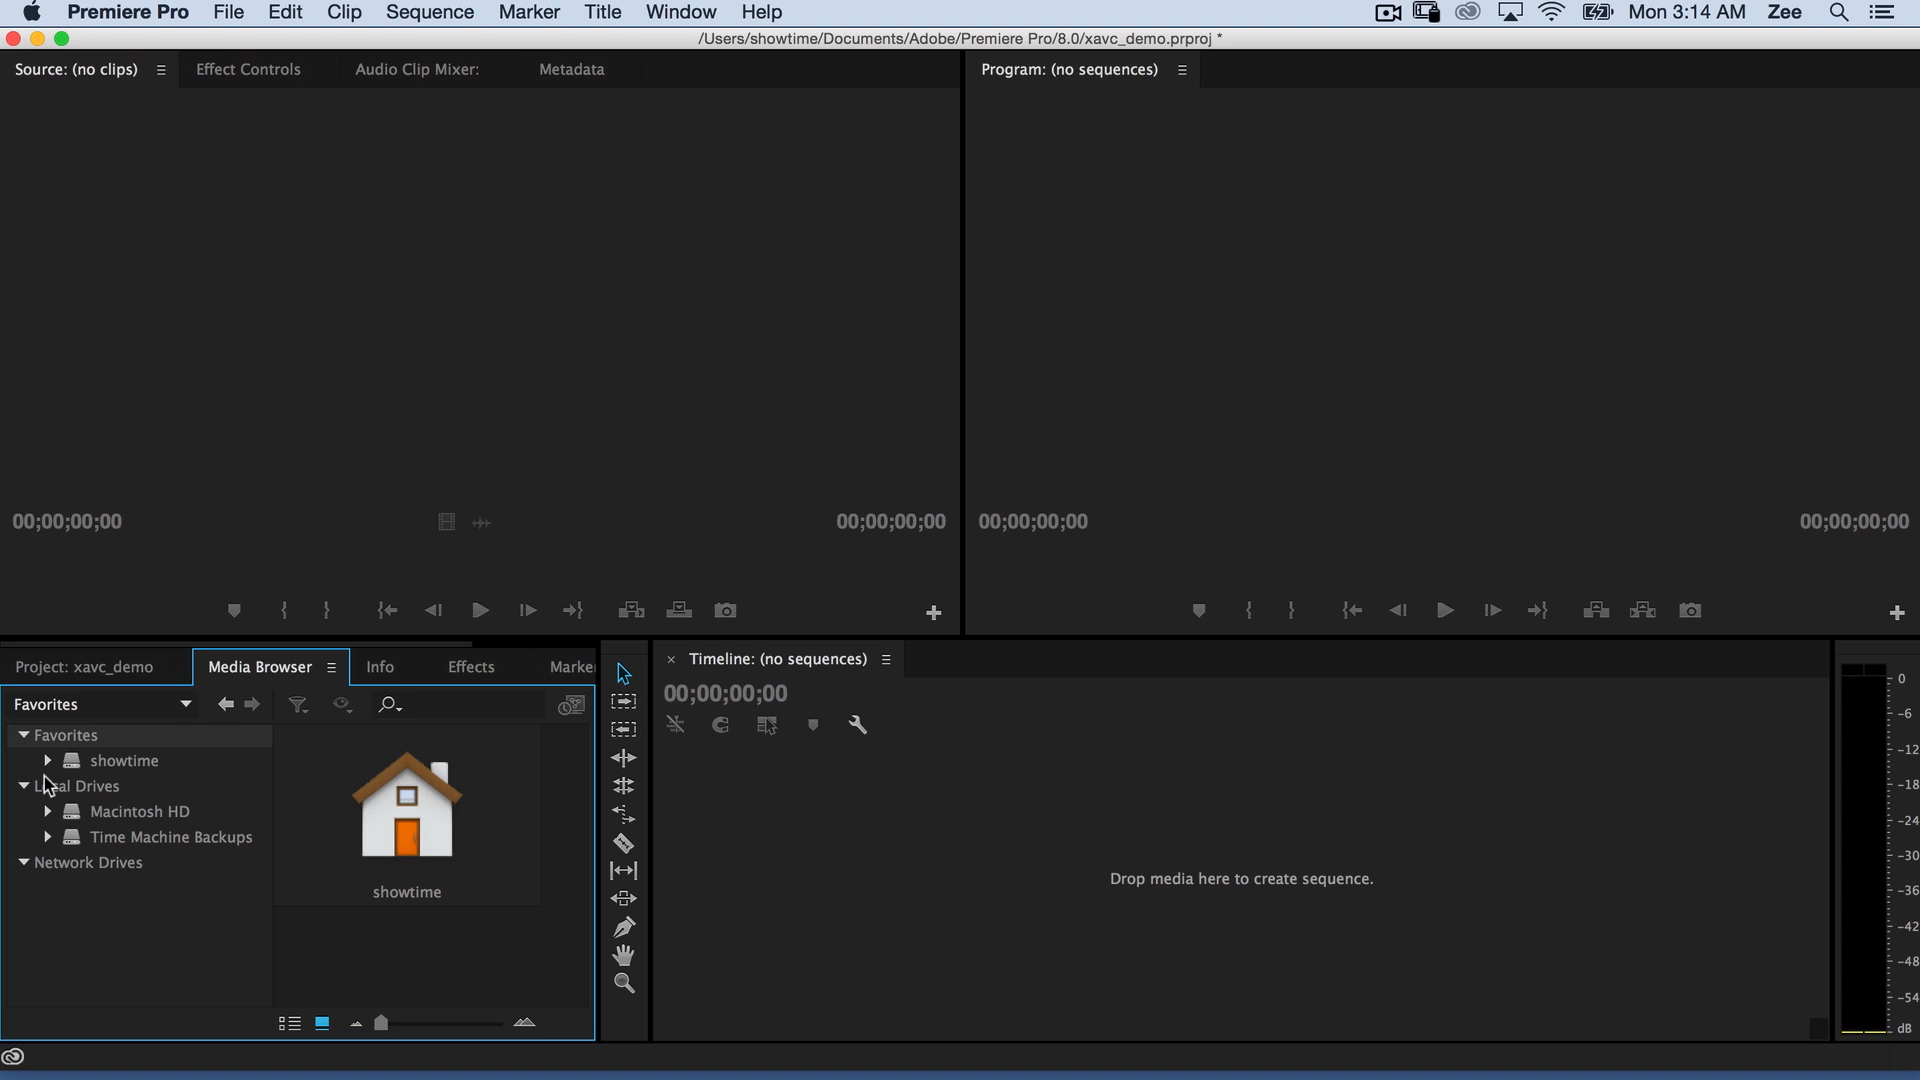 Premiere Pro File Edit Clip Sequence Marker Title Window Help Mon 3:14 AM Zee
/Users/showtime/Documents/Adobe/Premiere Pro/8.0/xavc_demo.prproj *
Source: (no clips) Effect Controls Audio Clip Mixer: Metadata Program: (no sequences)
00;00;00;00 00;00;00;00 00;00;00;00 00;00;00;00
Project: xavc_demo Media Browser Info Effects Marke
× Timeline: (no sequences)
00;00;00;00
Favorites
Favorites
showtime
Local Drives
Macintosh HD
Time Machine Backups
Network Drives
showtime
Drop media here to create sequence.
0
-6
-12
-18
-24
-30
-36
-42
-48
-54
dB